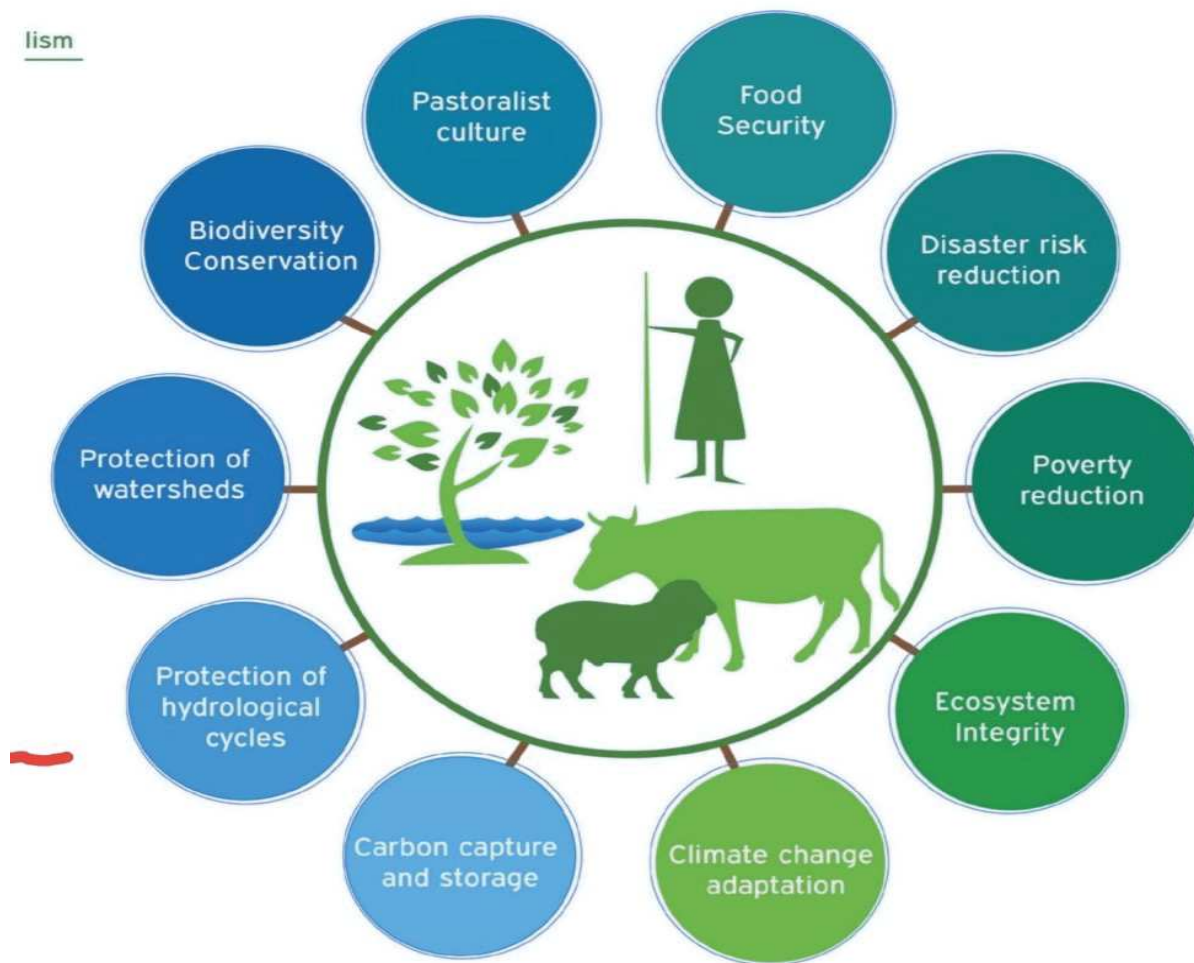 lism
Pastoralist
culture
Food
Security
Disaster risk
reduction
Poverty
reduction
Ecosystem
Integrity
Climate change
adaptation
Carbon capture
and storage
Protection of
hydrological
cycles
Protection of
watersheds
Biodiversity
Conservation